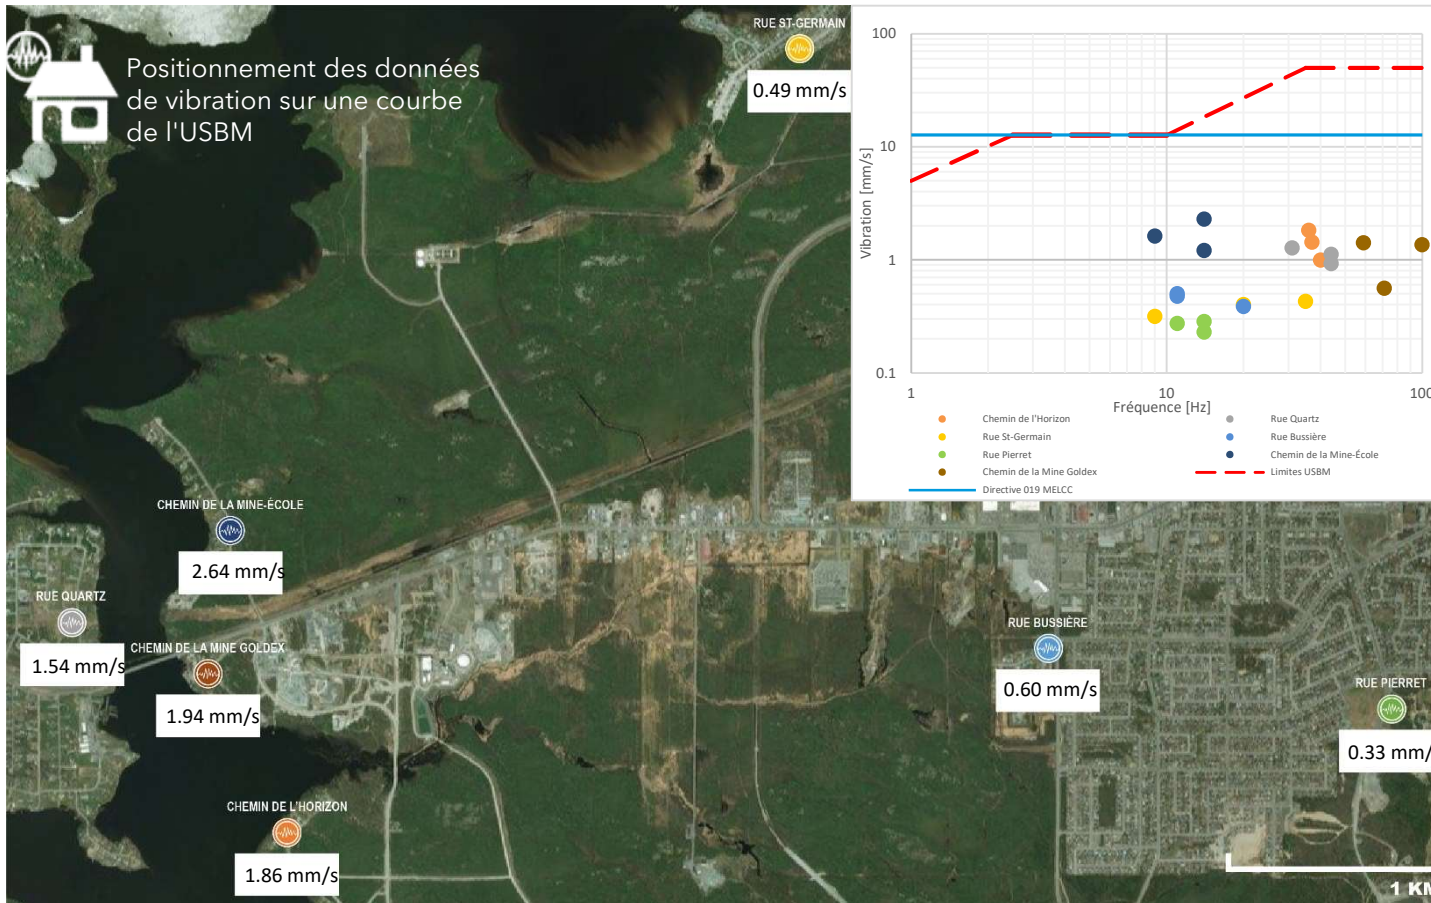 Positionnement des données
de vibration sur une courbe
de l'USBM
RUE ST-GERMAIN
0.49 mm/s
100
10
1
0.1
Vibration [mm/s]
1
10
100
Fréquence [Hz]
Chemin de l'Horizon
Rue Quartz
Rue St-Germain
Rue Bussière
Rue Pierret
Chemin de la Mine-École
Chemin de la Mine Goldex
Limites USBM
Directive 019 MELCC
CHEMIN DE LA MINE-ÉCOLE
2.64 mm/s
RUE QUARTZ
1.54 mm/s
CHEMIN DE LA MINE GOLDEX
1.94 mm/s
RUE BUSSIÈRE
0.60 mm/s
RUE PIERRET
0.33 mm/
CHEMIN DE L'HORIZON
1.86 mm/s
1 KM